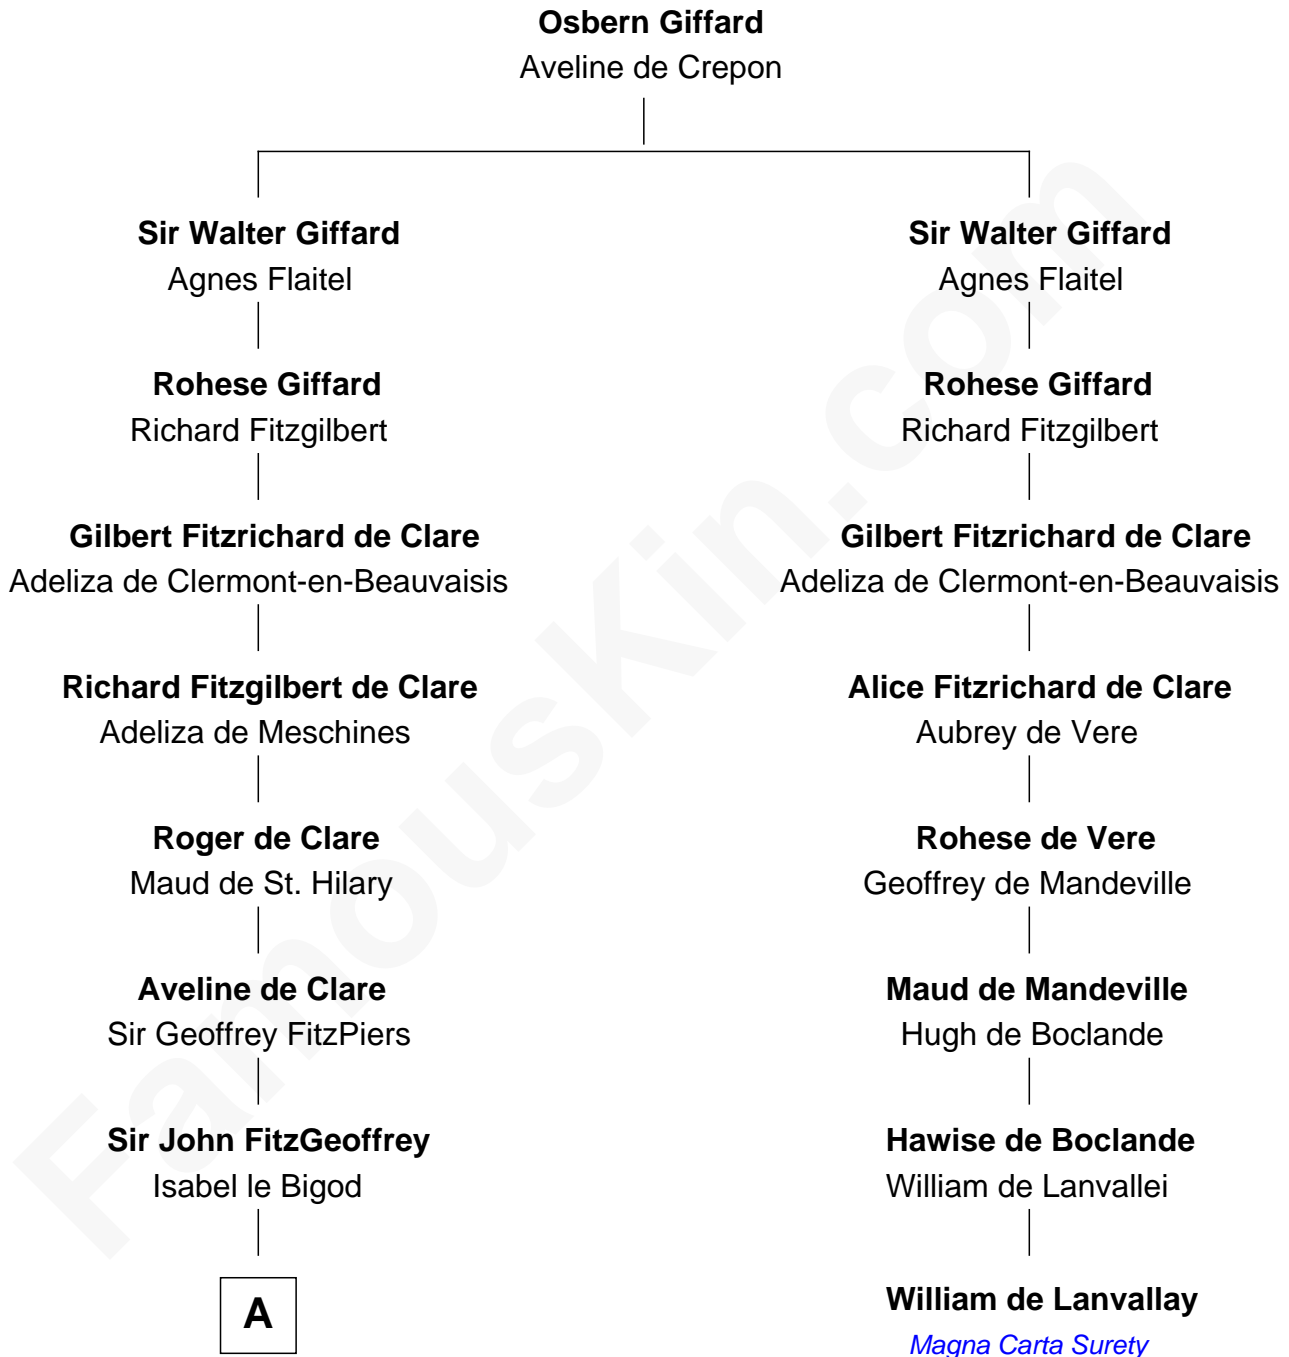 Osbern Giffard
Aveline de Crepon
Sir Walter Giffard
Agnes Flaitel
Rohese Giffard
Richard Fitzgilbert
Gilbert Fitzrichard de Clare
Adeliza de Clermont-en-Beauvaisis
Richard Fitzgilbert de Clare
Adeliza de Meschines
Roger de Clare
Maud de St. Hilary
Aveline de Clare
Sir Geoffrey FitzPiers
Sir John FitzGeoffrey
Isabel le Bigod
A
Sir Walter Giffard
Agnes Flaitel
Rohese Giffard
Richard Fitzgilbert
Gilbert Fitzrichard de Clare
Adeliza de Clermont-en-Beauvaisis
Alice Fitzrichard de Clare
Aubrey de Vere
Rohese de Vere
Geoffrey de Mandeville
Maud de Mandeville
Hugh de Boclande
Hawise de Boclande
William de Lanvallei
William de Lanvallay
Magna Carta Surety
FamousKin.com